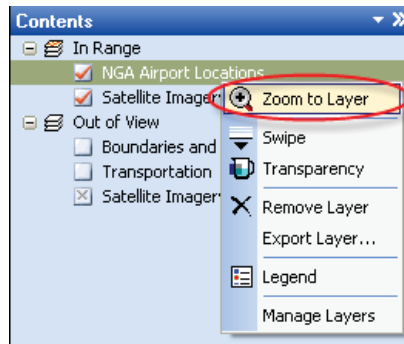 Contents
In Range
NGA Airport Locations
Satellite Imager
Zoom to Layer
Out of View
Swipe
Boundaries and
Transparency
Transportation
Satellite Imager
Remove Layer
Export Layer...
Legend
Manage Layers